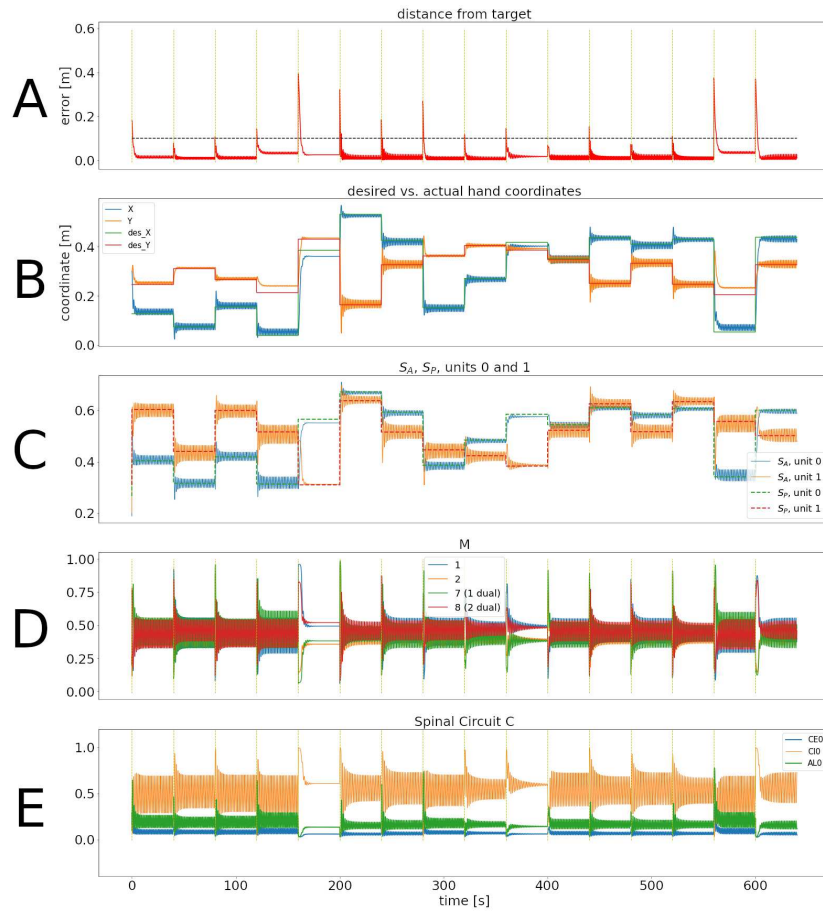 distance from target
A
error [m]
0.6
0.4
0.2
0.0
desired vs. actual hand coordinates
B
coordinate [m]
0.4
0.2
0.0
X
Y
des_X
des_Y
S_A, S_P, units 0 and 1
C
0.6
0.4
0.2
S_A, unit 0
S_A, unit 1
S_P, unit 0
S_P, unit 1
M
D
1.00
0.75
0.50
0.25
0.00
1
2
7 (1 dual)
8 (2 dual)
Spinal Circuit C
E
1.0
0.5
0.0
CE0
CI0
AL0
0 100 200 300 400 500 600
time [s]